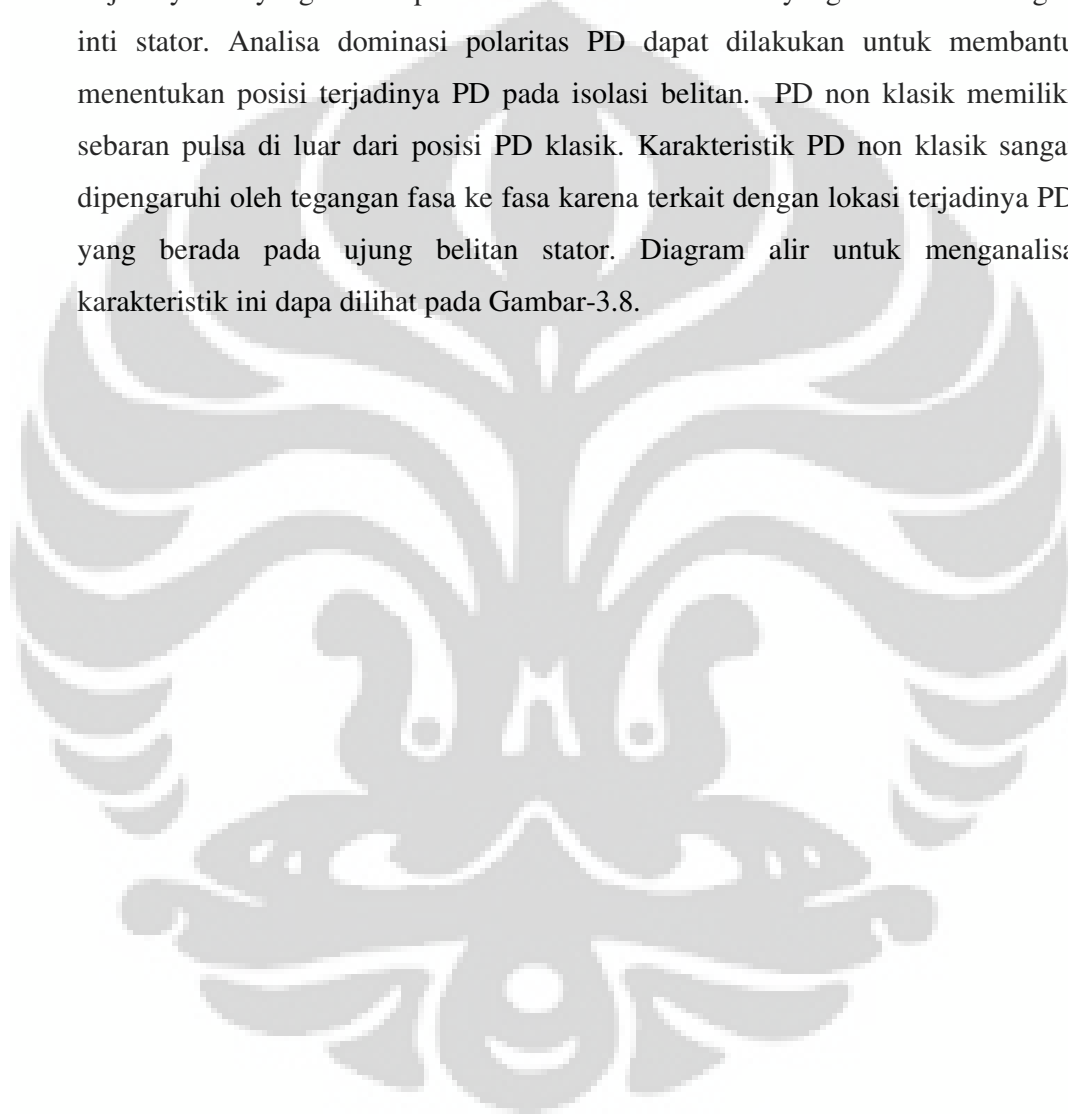 inti stator. Analisa dominasi polaritas PD dapat dilakukan untuk membantu
menentukan posisi terjadinya PD pada isolasi belitan. PD non klasik memilik
sebaran pulsa di luar dari posisi PD klasik. Karakteristik PD non klasik sanga
dipengaruhi oleh tegangan fasa ke fasa karena terkait dengan lokasi terjadinya PD
yang berada pada ujung belitan stator. Diagram alir untuk menganalisa
karakteristik ini dapa dilihat pada Gambar-3.8.